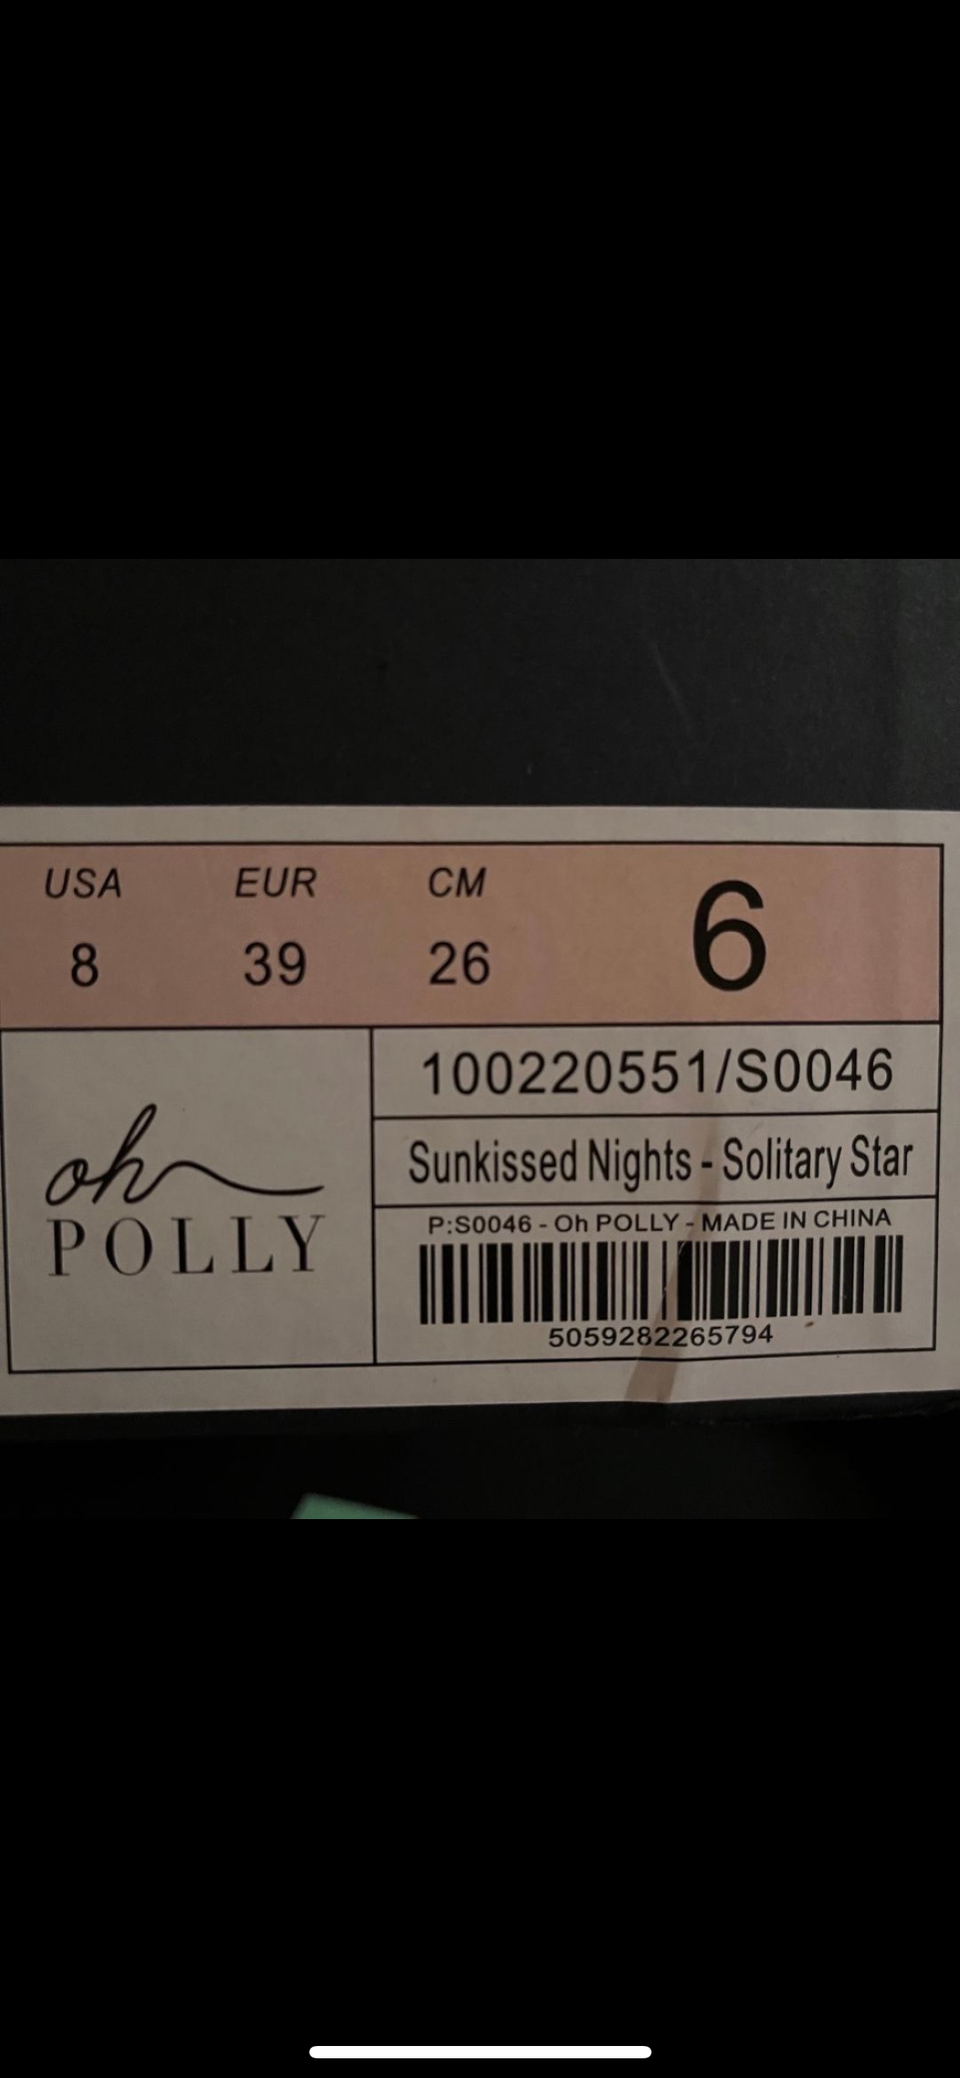 USA EUR CM 6
8 39 26
oh
POLLY
100220551/S0046
Sunkissed Nights - Solitary Star
P:S0046 - Oh POLLY - MADE IN CHINA
5059282265794